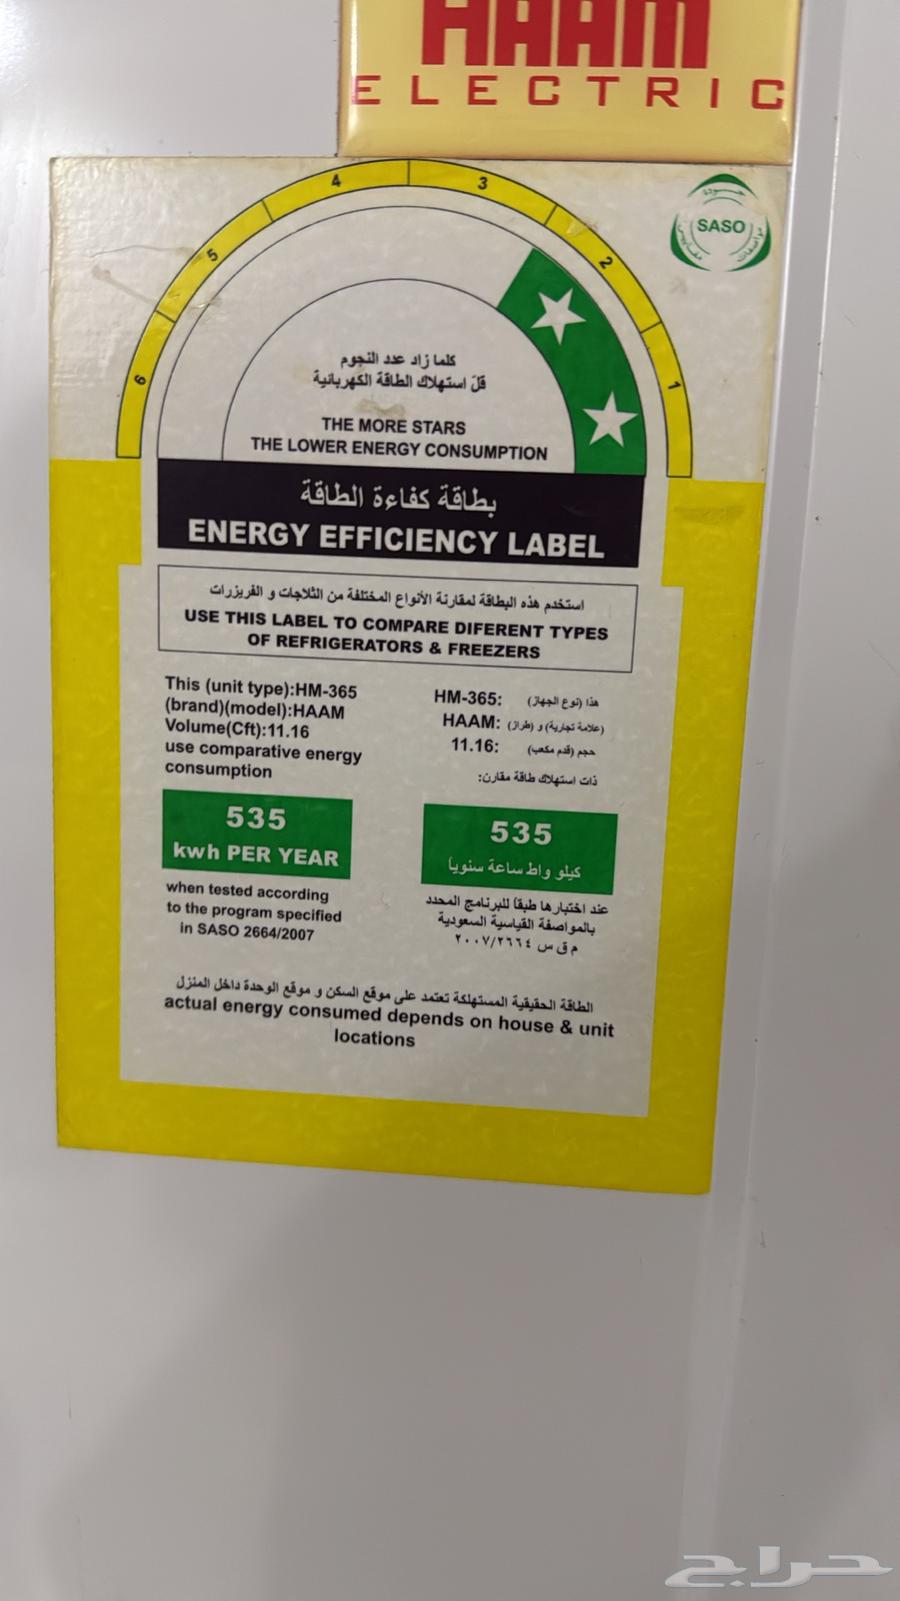 HAAM
ELECTRIC
جودة
SASO
مقاييس
مواصفات
6
5
4
3
2
1
كلما زاد عدد النجوم
قلّ استهلاك الطاقة الكهربائية
THE MORE STARS
THE LOWER ENERGY CONSUMPTION
بطاقة كفاءة الطاقة
ENERGY EFFICIENCY LABEL
استخدم هذه البطاقة لمقارنة الأنواع المختلفة من الثلاجات و الفريزرات
USE THIS LABEL TO COMPARE DIFERENT TYPES
OF REFRIGERATORS & FREEZERS
This (unit type):HM-365
(brand)(model):HAAM
Volume(Cft):11.16
use comparative energy
consumption
هذا (نوع الجهاز) :HM-365
(علامة تجارية) و (طراز) :HAAM
حجم (قدم مكعب) :11.16
ذات استهلاك طاقة مقارن:
535
kwh PER YEAR
535
كيلو واط ساعة سنوياً
when tested according
to the program specified
in SASO 2664/2007
عند اختبارها طبقاً للبرنامج المحدد
بالمواصفة القياسية السعودية
م ق س ٢٠٠٧/٢٦٦٤
الطاقة الحقيقية المستهلكة تعتمد على موقع السكن و موقع الوحدة داخل المنزل
actual energy consumed depends on house & unit
locations
حراج